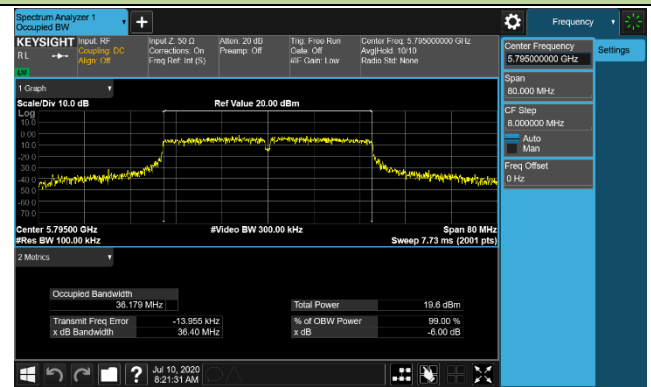 Spectrum Analyzer 1
Occupied BW
Frequency
KEYSIGHT
RL
Input: RF
Coupling: DC
Align: Off
Input Z: 50 Ω
Corrections: On
Freq Ref: Int (S)
Atten: 20 dB
Preamp: Off
Trig: Free Run
Gate: Off
#IF Gain: Low
Center Freq: 5.795000000 GHz
Avg|Hold: 10/10
Radio Std: None
Center Frequency
5.795000000 GHz
Settings
Span
80.000 MHz
CF Step
8.000000 MHz
Auto
Man
Freq Offset
0 Hz
1 Graph
Scale/Div 10.0 dB
Ref Value 20.00 dBm
Log
10.0
0.00
-10.0
-20.0
-30.0
-40.0
-50.0
-60.0
-70.0
Center 5.79500 GHz
#Video BW 300.00 kHz
Span 80 MHz
#Res BW 100.00 kHz
Sweep 7.73 ms (2001 pts)
2 Metrics
Occupied Bandwidth
36.179 MHz
Total Power
19.6 dBm
Transmit Freq Error
-13.955 kHz
% of OBW Power
99.00 %
x dB Bandwidth
36.40 MHz
x dB
-6.00 dB
Jul 10, 2020
8:21:31 AM